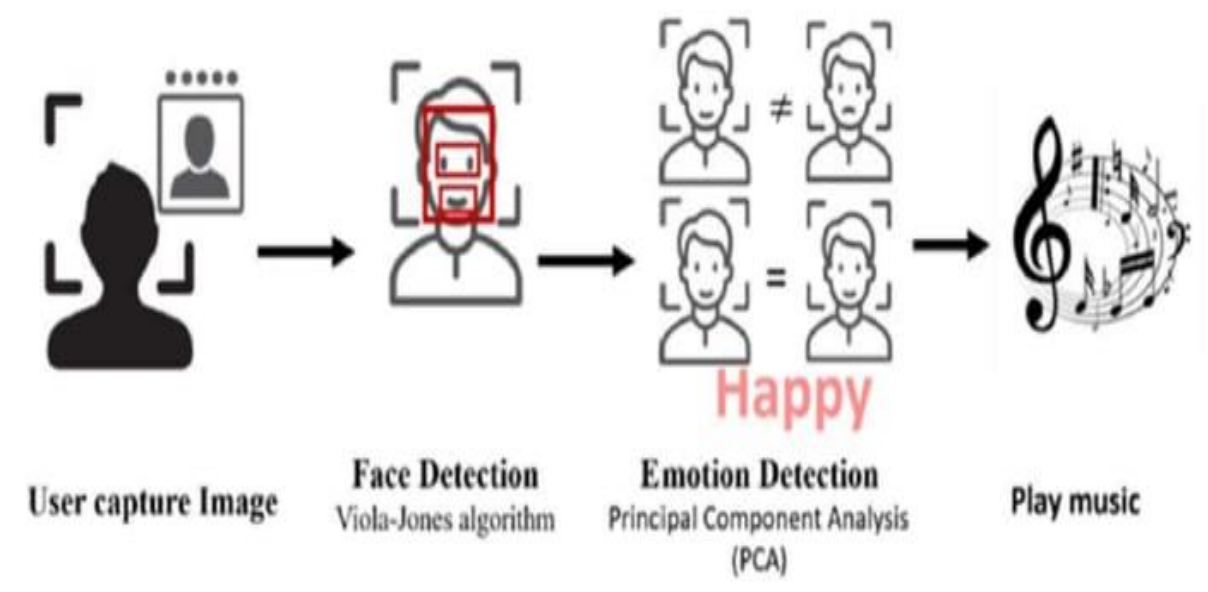 ≠
=
Happy
User capture Image
Face Detection
Viola-Jones algorithm
Emotion Detection
Principal Component Analysis
(PCA)
Play music